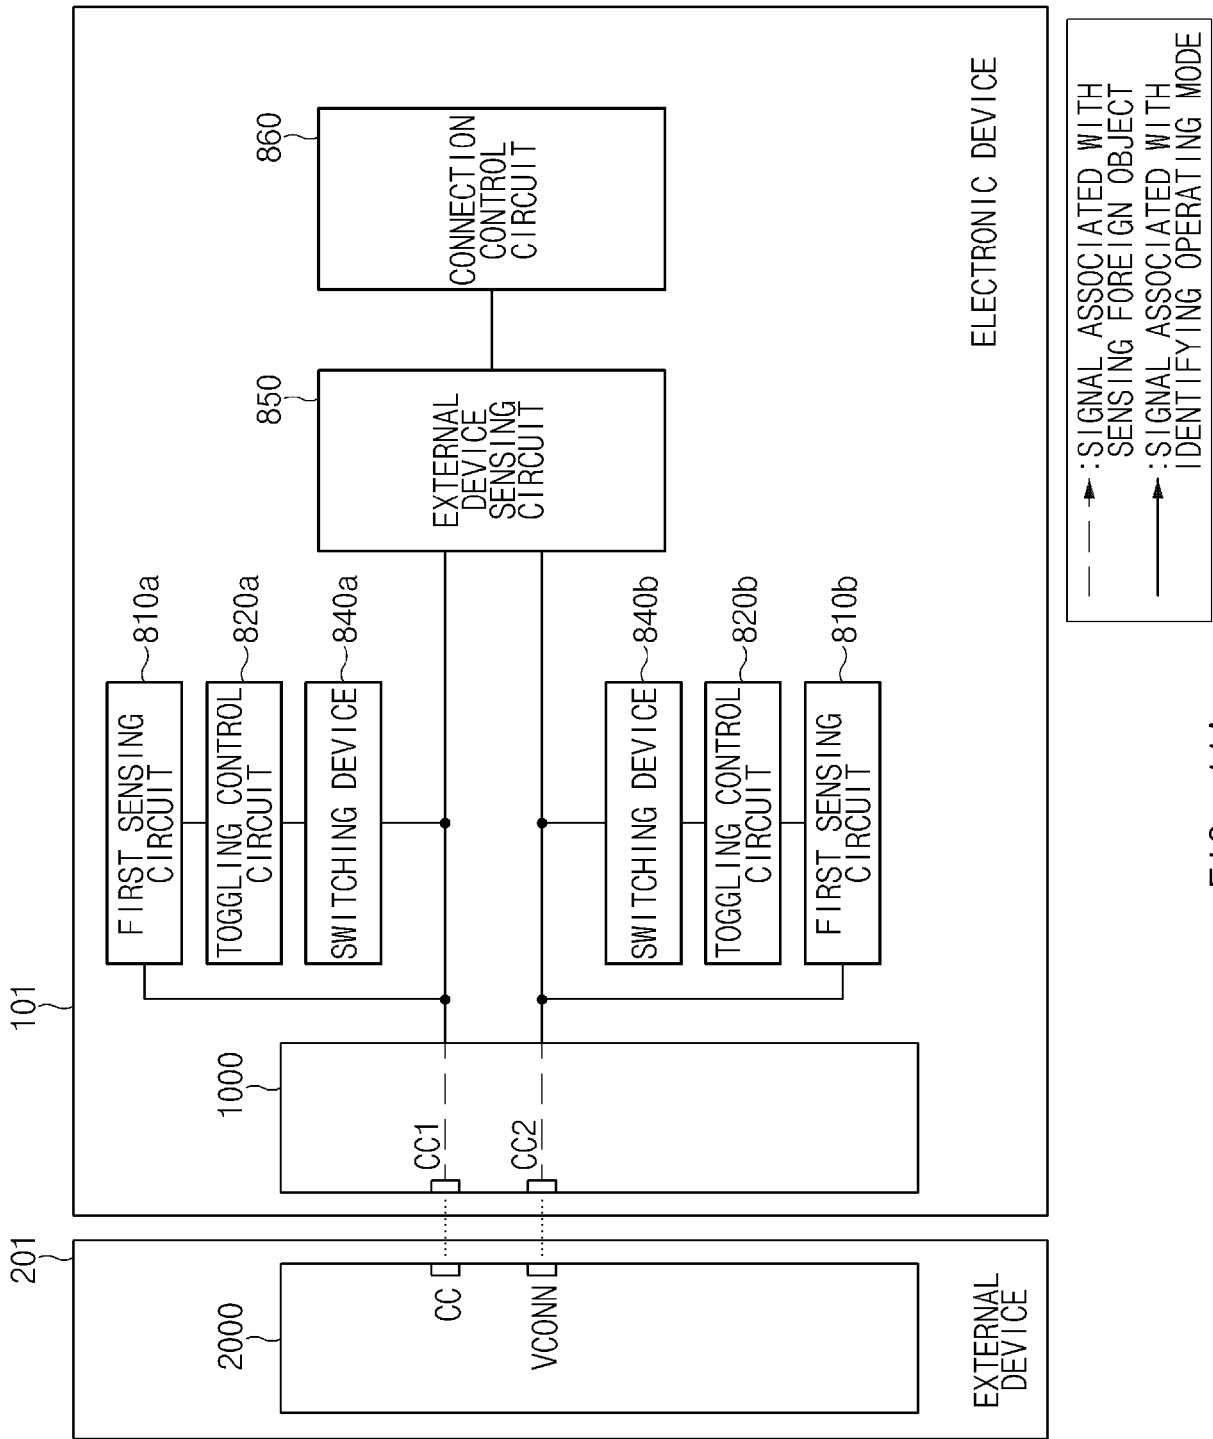 101
ELECTRONIC DEVICE
860
CONNECTION
CONTROL
CIRCUIT
850
EXTERNAL
DEVICE
SENSING
CIRCUIT
810a
FIRST SENSING
CIRCUIT
820a
TOGGLING CONTROL
CIRCUIT
840a
SWITCHING DEVICE
840b
SWITCHING DEVICE
820b
TOGGLING CONTROL
CIRCUIT
810b
FIRST SENSING
CIRCUIT
1000
CC1
CC2
201
2000
CC
VCONN
EXTERNAL
DEVICE
:SIGNAL ASSOCIATED WITH
SENSING FOREIGN OBJECT
:SIGNAL ASSOCIATED WITH
IDENTIFYING OPERATING MODE